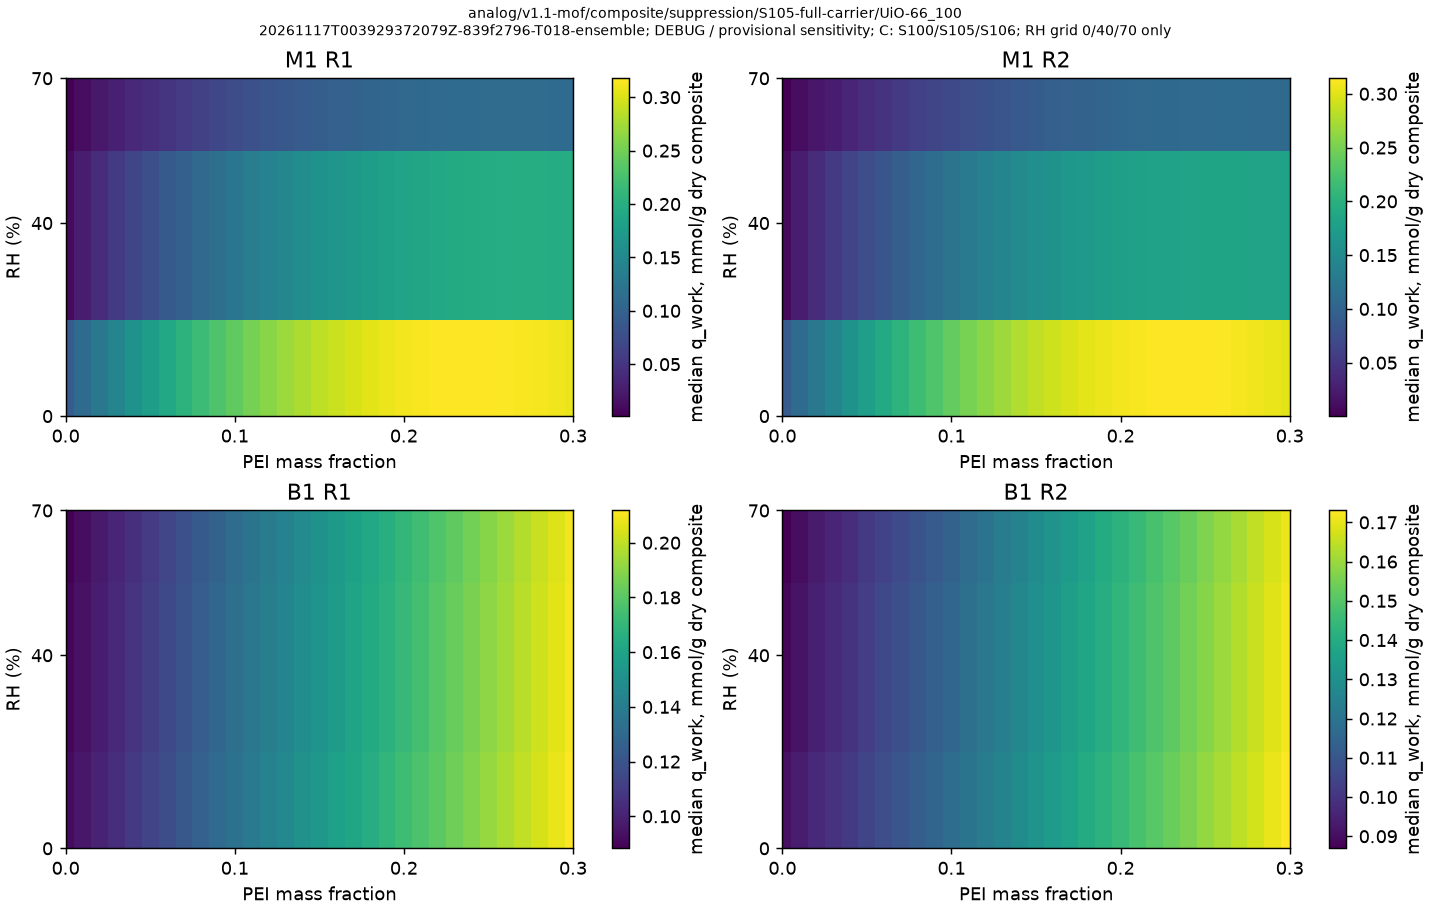 analog/v1.1-mof/composite/suppression/S105-full-carrier/UiO-66_100
20261117T003929372079Z-839f2796-T018-ensemble; DEBUG / provisional sensitivity; C: S100/S105/S106; RH grid 0/40/70 only
M1 R1
70
40
0
RH (%)
0.0 0.1 0.2 0.3
PEI mass fraction
0.30
0.25
0.20
0.15
0.10
0.05
median q_work, mmol/g dry composite
M1 R2
70
40
0
RH (%)
0.0 0.1 0.2 0.3
PEI mass fraction
0.30
0.25
0.20
0.15
0.10
0.05
median q_work, mmol/g dry composite
B1 R1
70
40
0
RH (%)
0.0 0.1 0.2 0.3
PEI mass fraction
0.20
0.18
0.16
0.14
0.12
0.10
median q_work, mmol/g dry composite
B1 R2
70
40
0
RH (%)
0.0 0.1 0.2 0.3
PEI mass fraction
0.17
0.16
0.15
0.14
0.13
0.12
0.11
0.10
0.09
median q_work, mmol/g dry composite